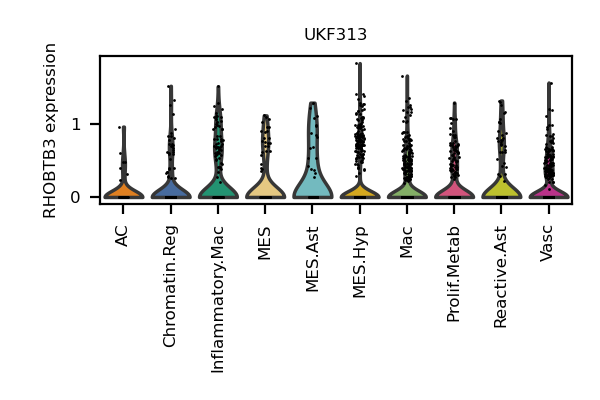 UKF313
RHOBTB3 expression
1
0
AC
Chromatin.Reg
Inflammatory.Mac
MES
MES.Ast
MES.Hyp
Mac
Prolif.Metab
Reactive.Ast
Vasc